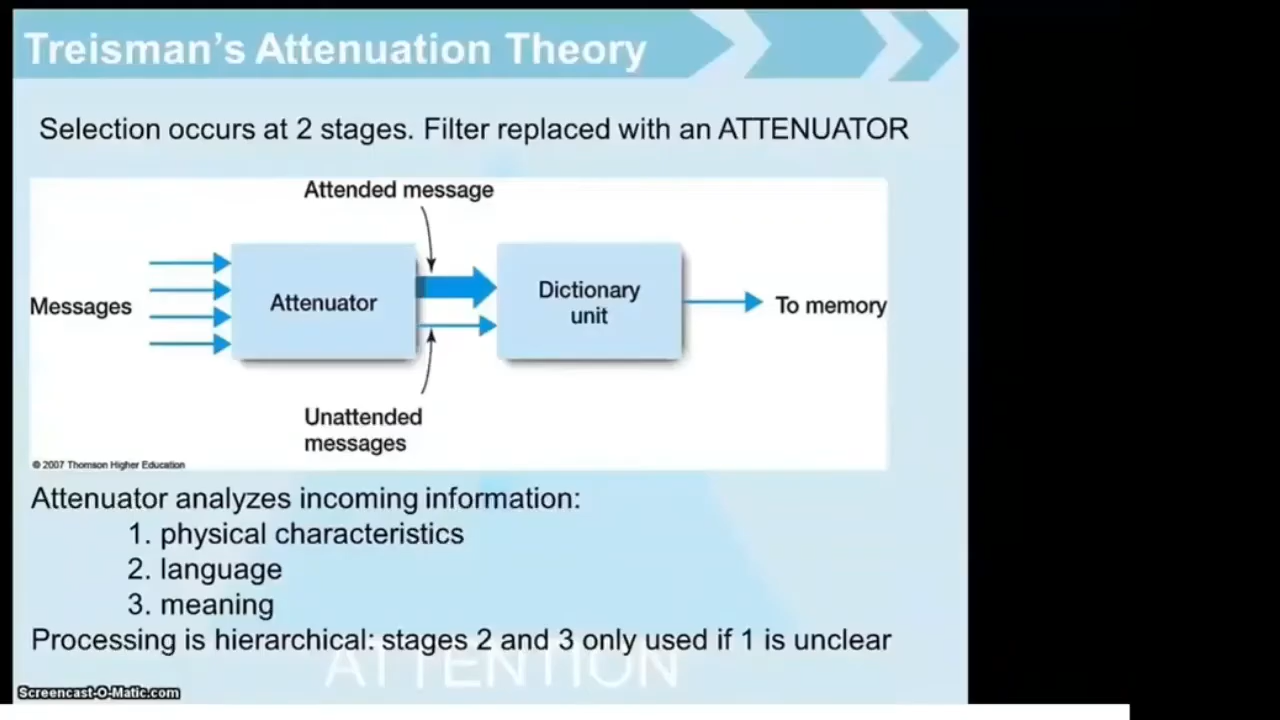 Treisman's Attenuation Theory
Selection occurs at 2 stages. Filter replaced with an ATTENUATOR
Attended message
Messages
Attenuator
Dictionary
unit
To memory
Unattended
messages
© 2007 Thomson Higher Education
Attenuator analyzes incoming information:
1. physical characteristics
2. language
3. meaning
Processing is hierarchical: stages 2 and 3 only used if 1 is unclear
ATTENTION
Screencast-O-Matic.com